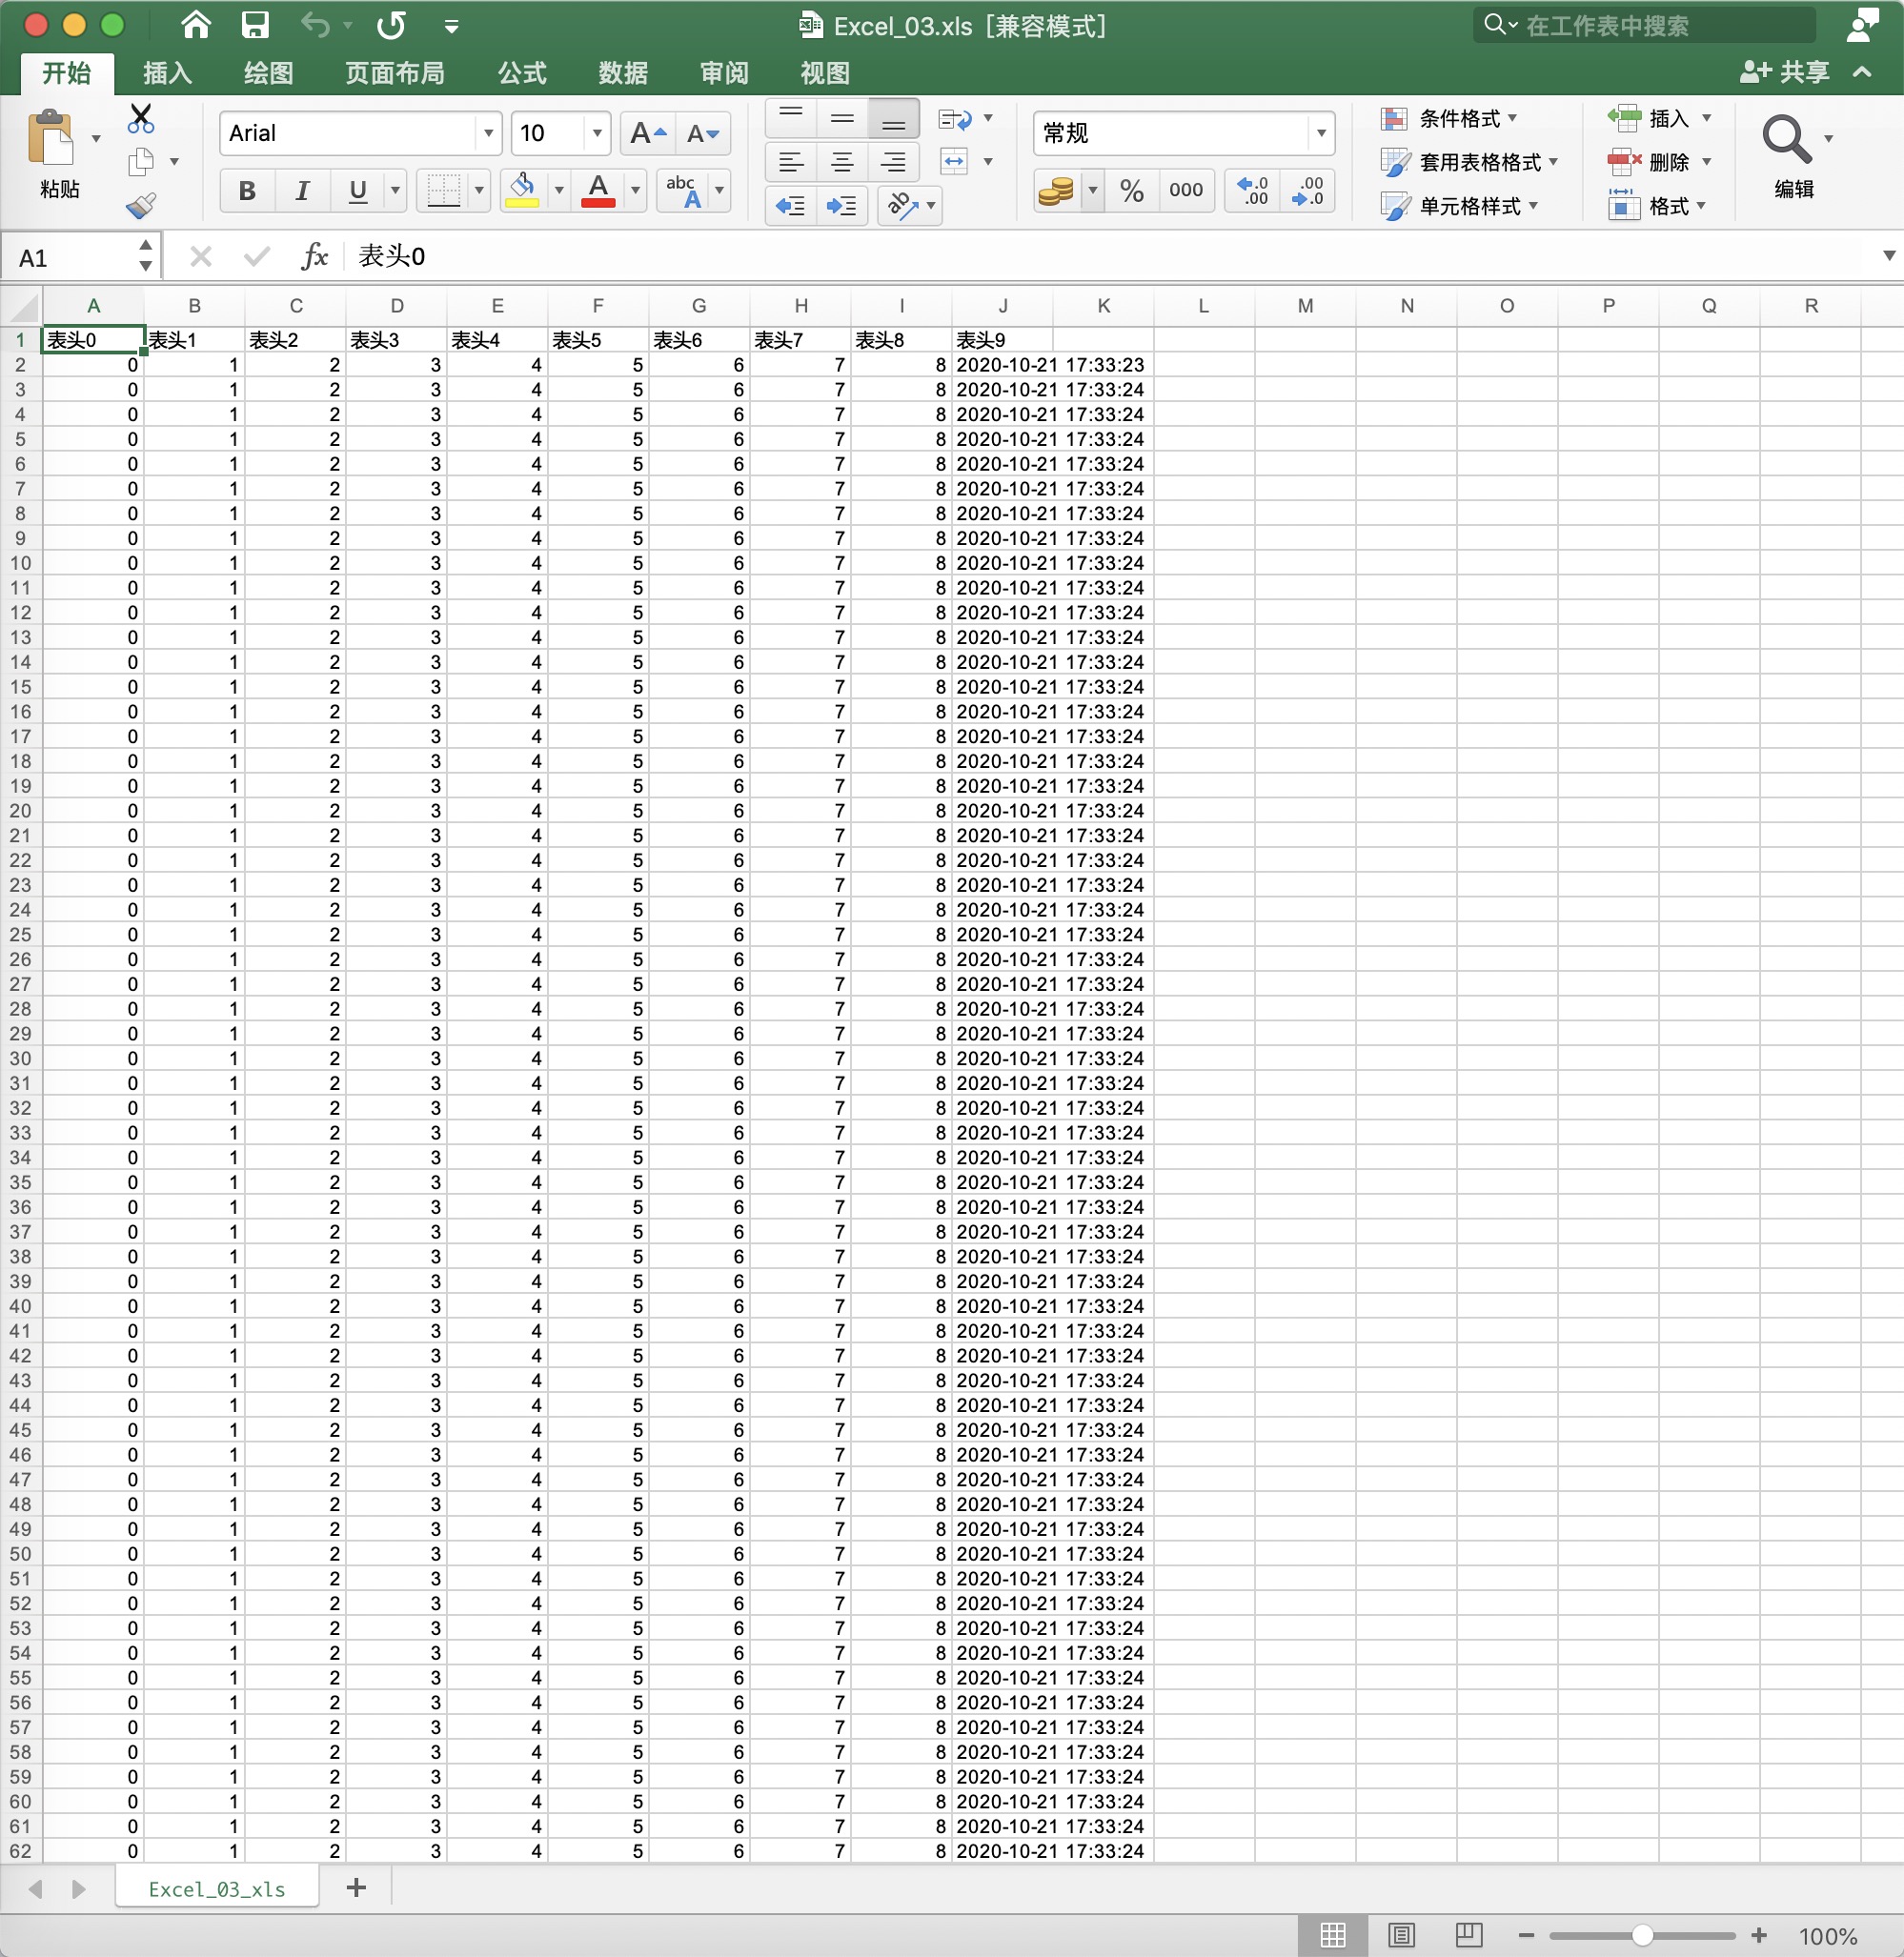 Excel_03.xls [兼容模式]
在工作表中搜索
开始 插入 绘图 页面布局 公式 数据 审阅 视图 共享
粘贴 Arial 10 A A 常规 条件格式 插入
套用表格格式 删除
B I U A abc A % 000 .0 .00 .00 .0 单元格样式 格式 编辑
A1 fx 表头0
A B C D E F G H I J K L M N O P Q R
1 表头0 表头1 表头2 表头3 表头4 表头5 表头6 表头7 表头8 表头9
2 0 1 2 3 4 5 6 7 8 2020-10-21 17:33:23
3 0 1 2 3 4 5 6 7 8 2020-10-21 17:33:24
4 0 1 2 3 4 5 6 7 8 2020-10-21 17:33:24
5 0 1 2 3 4 5 6 7 8 2020-10-21 17:33:24
6 0 1 2 3 4 5 6 7 8 2020-10-21 17:33:24
7 0 1 2 3 4 5 6 7 8 2020-10-21 17:33:24
8 0 1 2 3 4 5 6 7 8 2020-10-21 17:33:24
9 0 1 2 3 4 5 6 7 8 2020-10-21 17:33:24
10 0 1 2 3 4 5 6 7 8 2020-10-21 17:33:24
11 0 1 2 3 4 5 6 7 8 2020-10-21 17:33:24
12 0 1 2 3 4 5 6 7 8 2020-10-21 17:33:24
13 0 1 2 3 4 5 6 7 8 2020-10-21 17:33:24
14 0 1 2 3 4 5 6 7 8 2020-10-21 17:33:24
15 0 1 2 3 4 5 6 7 8 2020-10-21 17:33:24
16 0 1 2 3 4 5 6 7 8 2020-10-21 17:33:24
17 0 1 2 3 4 5 6 7 8 2020-10-21 17:33:24
18 0 1 2 3 4 5 6 7 8 2020-10-21 17:33:24
19 0 1 2 3 4 5 6 7 8 2020-10-21 17:33:24
20 0 1 2 3 4 5 6 7 8 2020-10-21 17:33:24
21 0 1 2 3 4 5 6 7 8 2020-10-21 17:33:24
22 0 1 2 3 4 5 6 7 8 2020-10-21 17:33:24
23 0 1 2 3 4 5 6 7 8 2020-10-21 17:33:24
24 0 1 2 3 4 5 6 7 8 2020-10-21 17:33:24
25 0 1 2 3 4 5 6 7 8 2020-10-21 17:33:24
26 0 1 2 3 4 5 6 7 8 2020-10-21 17:33:24
27 0 1 2 3 4 5 6 7 8 2020-10-21 17:33:24
28 0 1 2 3 4 5 6 7 8 2020-10-21 17:33:24
29 0 1 2 3 4 5 6 7 8 2020-10-21 17:33:24
30 0 1 2 3 4 5 6 7 8 2020-10-21 17:33:24
31 0 1 2 3 4 5 6 7 8 2020-10-21 17:33:24
32 0 1 2 3 4 5 6 7 8 2020-10-21 17:33:24
33 0 1 2 3 4 5 6 7 8 2020-10-21 17:33:24
34 0 1 2 3 4 5 6 7 8 2020-10-21 17:33:24
35 0 1 2 3 4 5 6 7 8 2020-10-21 17:33:24
36 0 1 2 3 4 5 6 7 8 2020-10-21 17:33:24
37 0 1 2 3 4 5 6 7 8 2020-10-21 17:33:24
38 0 1 2 3 4 5 6 7 8 2020-10-21 17:33:24
39 0 1 2 3 4 5 6 7 8 2020-10-21 17:33:24
40 0 1 2 3 4 5 6 7 8 2020-10-21 17:33:24
41 0 1 2 3 4 5 6 7 8 2020-10-21 17:33:24
42 0 1 2 3 4 5 6 7 8 2020-10-21 17:33:24
43 0 1 2 3 4 5 6 7 8 2020-10-21 17:33:24
44 0 1 2 3 4 5 6 7 8 2020-10-21 17:33:24
45 0 1 2 3 4 5 6 7 8 2020-10-21 17:33:24
46 0 1 2 3 4 5 6 7 8 2020-10-21 17:33:24
47 0 1 2 3 4 5 6 7 8 2020-10-21 17:33:24
48 0 1 2 3 4 5 6 7 8 2020-10-21 17:33:24
49 0 1 2 3 4 5 6 7 8 2020-10-21 17:33:24
50 0 1 2 3 4 5 6 7 8 2020-10-21 17:33:24
51 0 1 2 3 4 5 6 7 8 2020-10-21 17:33:24
52 0 1 2 3 4 5 6 7 8 2020-10-21 17:33:24
53 0 1 2 3 4 5 6 7 8 2020-10-21 17:33:24
54 0 1 2 3 4 5 6 7 8 2020-10-21 17:33:24
55 0 1 2 3 4 5 6 7 8 2020-10-21 17:33:24
56 0 1 2 3 4 5 6 7 8 2020-10-21 17:33:24
57 0 1 2 3 4 5 6 7 8 2020-10-21 17:33:24
58 0 1 2 3 4 5 6 7 8 2020-10-21 17:33:24
59 0 1 2 3 4 5 6 7 8 2020-10-21 17:33:24
60 0 1 2 3 4 5 6 7 8 2020-10-21 17:33:24
61 0 1 2 3 4 5 6 7 8 2020-10-21 17:33:24
62 0 1 2 3 4 5 6 7 8 2020-10-21 17:33:24
Excel_03_xls +
100%